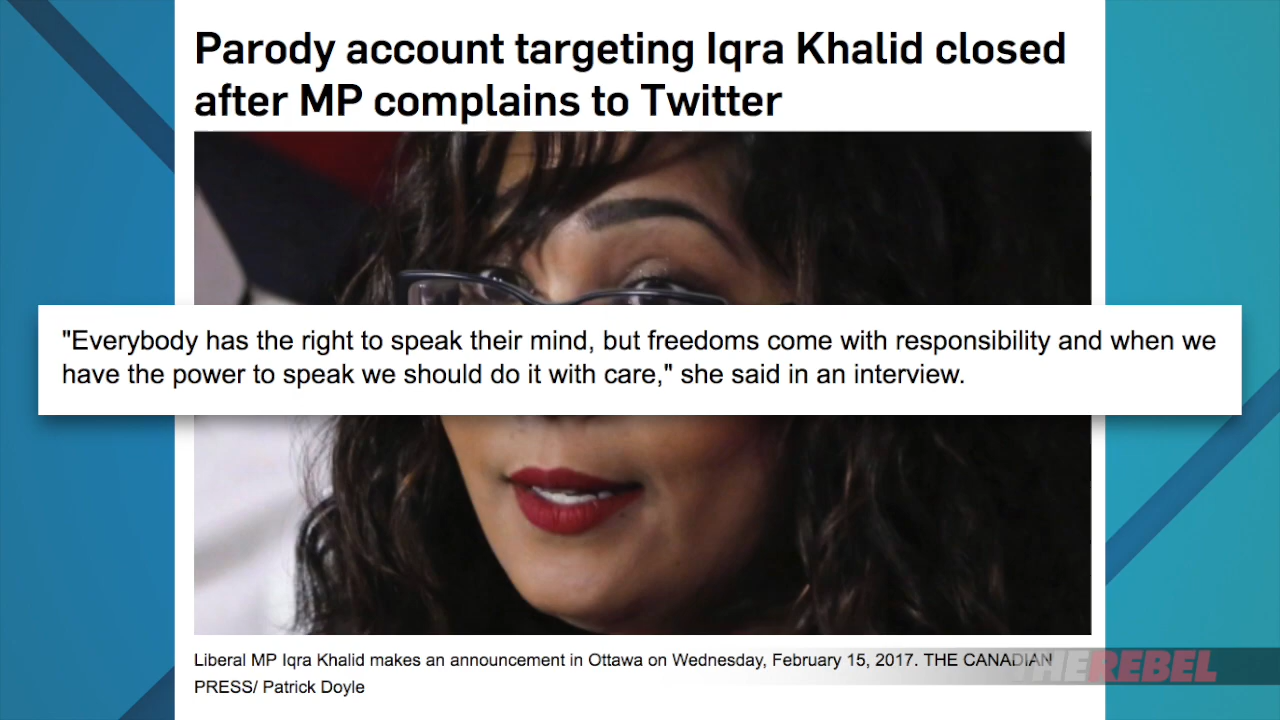 Parody account targeting Iqra Khalid closed
after MP complains to Twitter
"Everybody has the right to speak their mind, but freedoms come with responsibility and when we
have the power to speak we should do it with care," she said in an interview.
Liberal MP Iqra Khalid makes an announcement in Ottawa on Wednesday, February 15, 2017. THE CANADIAN
PRESS/ Patrick Doyle
THEREBEL